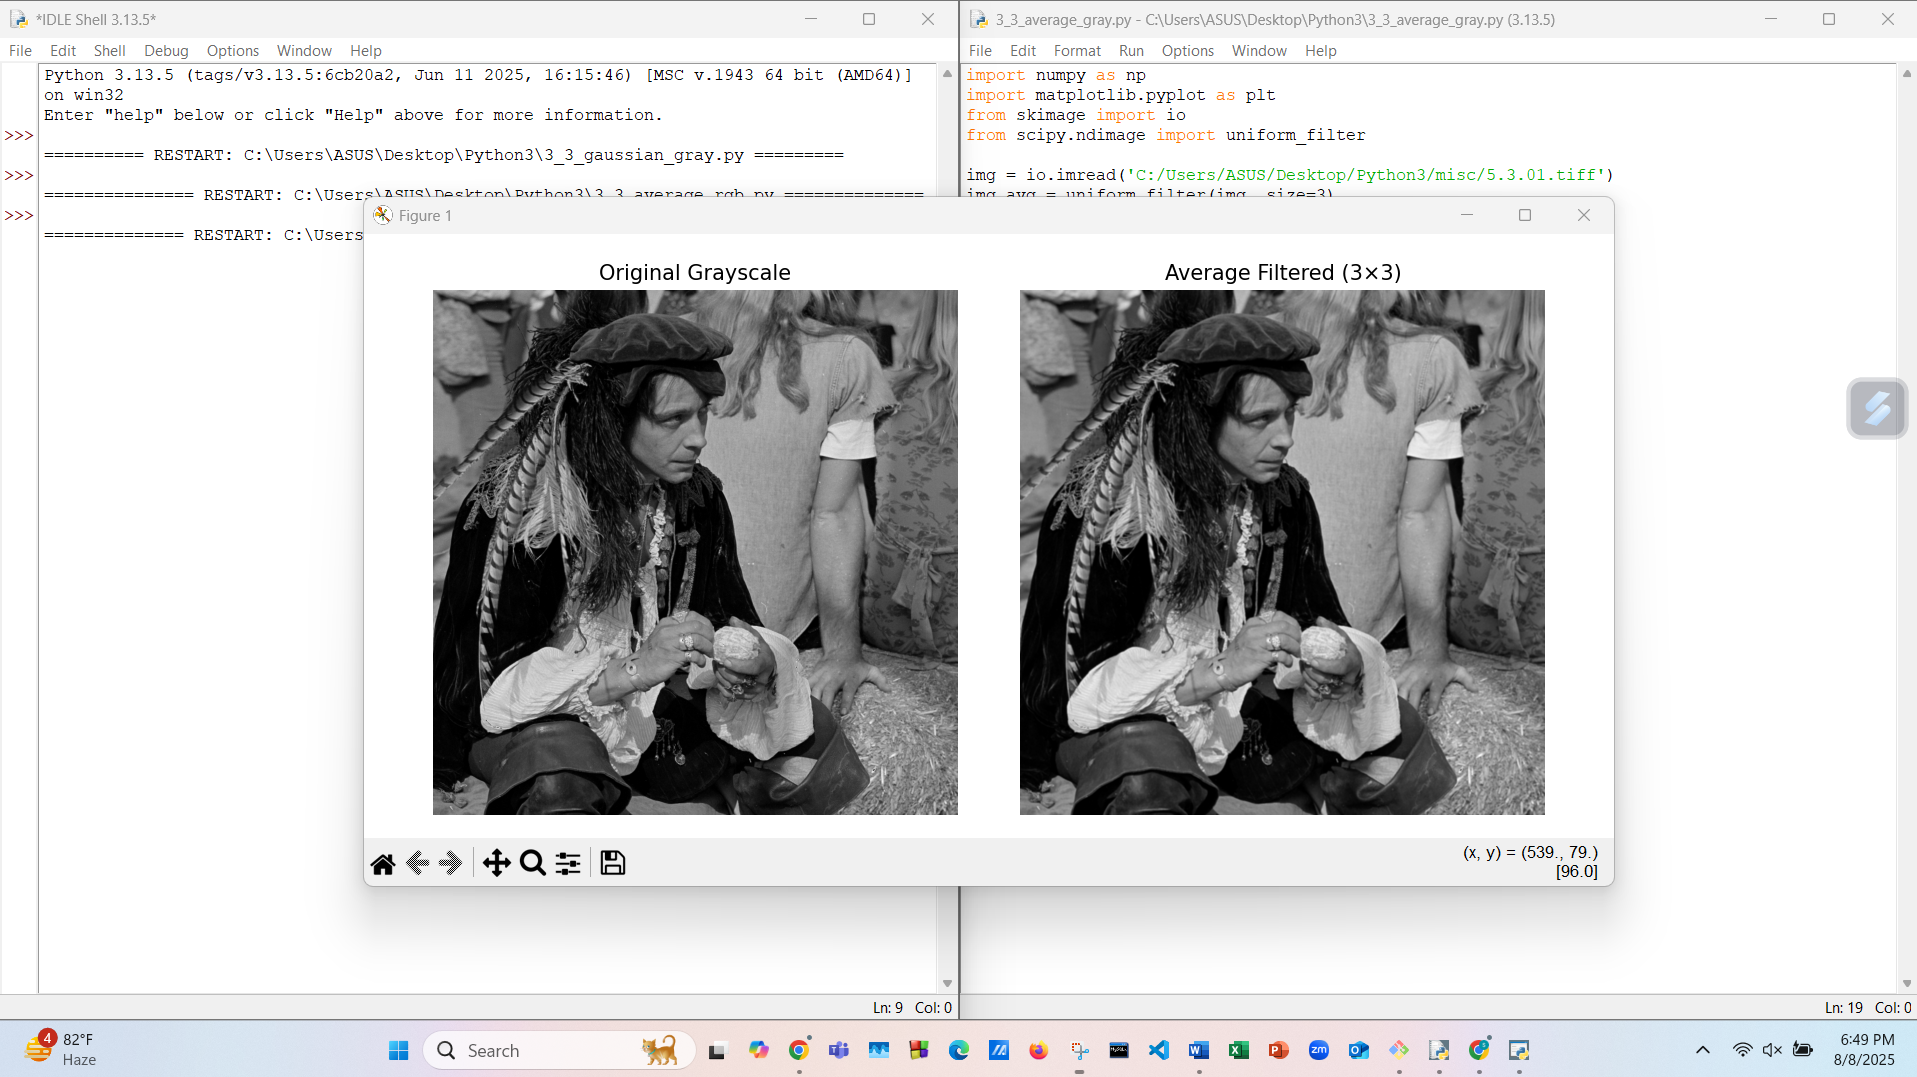 *IDLE Shell 3.13.5*
File Edit Shell Debug Options Window Help
Python 3.13.5 (tags/v3.13.5:6cb20a2, Jun 11 2025, 16:15:46) [MSC v.1943 64 bit (AMD64)]
on win32
Enter "help" below or click "Help" above for more information.
>>>
========== RESTART: C:\Users\ASUS\Desktop\Python3\3_3_gaussian_gray.py =========
>>>
=============== RESTART: C:\Users\ASUS\Desktop\Python3\3_3_average_rgb.py ==============
>>>
============== RESTART: C:\Users
Ln: 9 Col: 0
3_3_average_gray.py - C:\Users\ASUS\Desktop\Python3\3_3_average_gray.py (3.13.5)
File Edit Format Run Options Window Help
import numpy as np
import matplotlib.pyplot as plt
from skimage import io
from scipy.ndimage import uniform_filter
img = io.imread('C:/Users/ASUS/Desktop/Python3/misc/5.3.01.tiff')
img_avg = uniform_filter(img, size=3)
Ln: 19 Col: 0
Figure 1
Original Grayscale
Average Filtered (3×3)
(x, y) = (539., 79.)
[96.0]
4
82°F
Haze
Search
zm
6:49 PM
8/8/2025